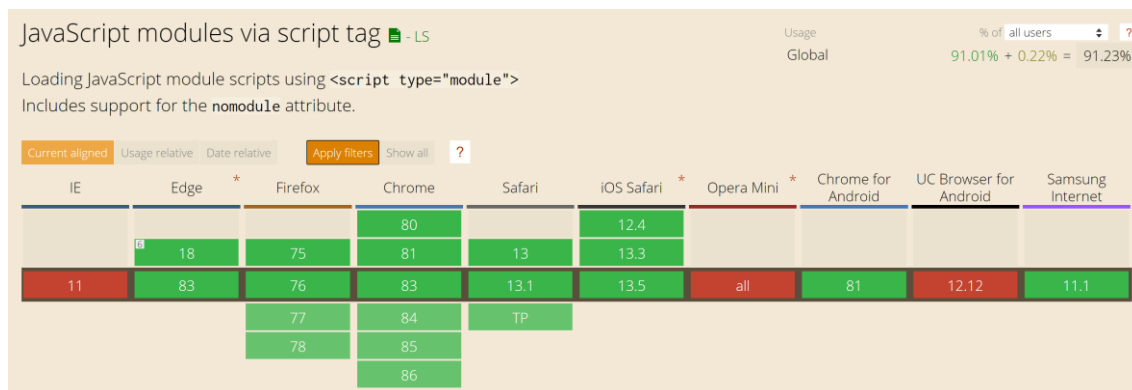 JavaScript modules via script tag - LS
Usage % of all users ?
Global 91.01% + 0.22% = 91.23%
Loading JavaScript module scripts using <script type="module">
Includes support for the nomodule attribute.
Current aligned Usage relative Date relative Apply filters Show all ?
IE Edge * Firefox Chrome Safari iOS Safari * Opera Mini * Chrome for Android UC Browser for Android Samsung Internet
80 12.4
6 18 75 81 13 13.3
11 83 76 83 13.1 13.5 all 81 12.12 11.1
77 84 TP
78 85
86